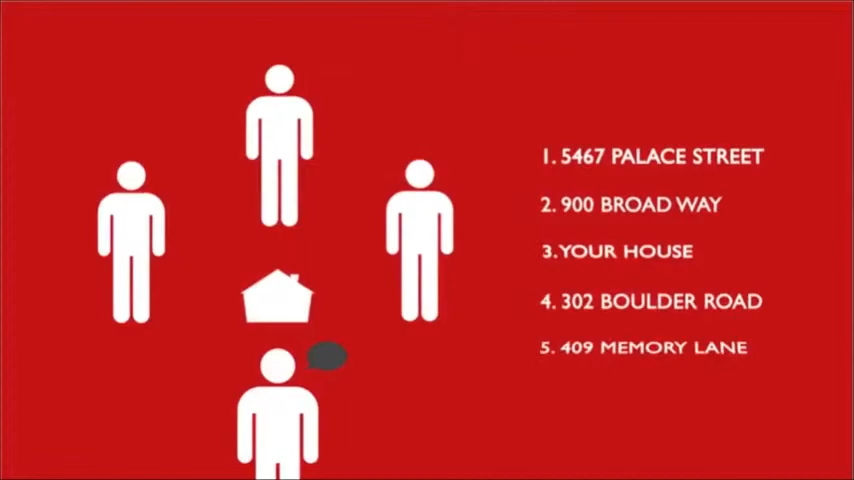 1. 5467 PALACE STREET
2. 900 BROAD WAY
3. YOUR HOUSE
4. 302 BOULDER ROAD
5. 409 MEMORY LANE